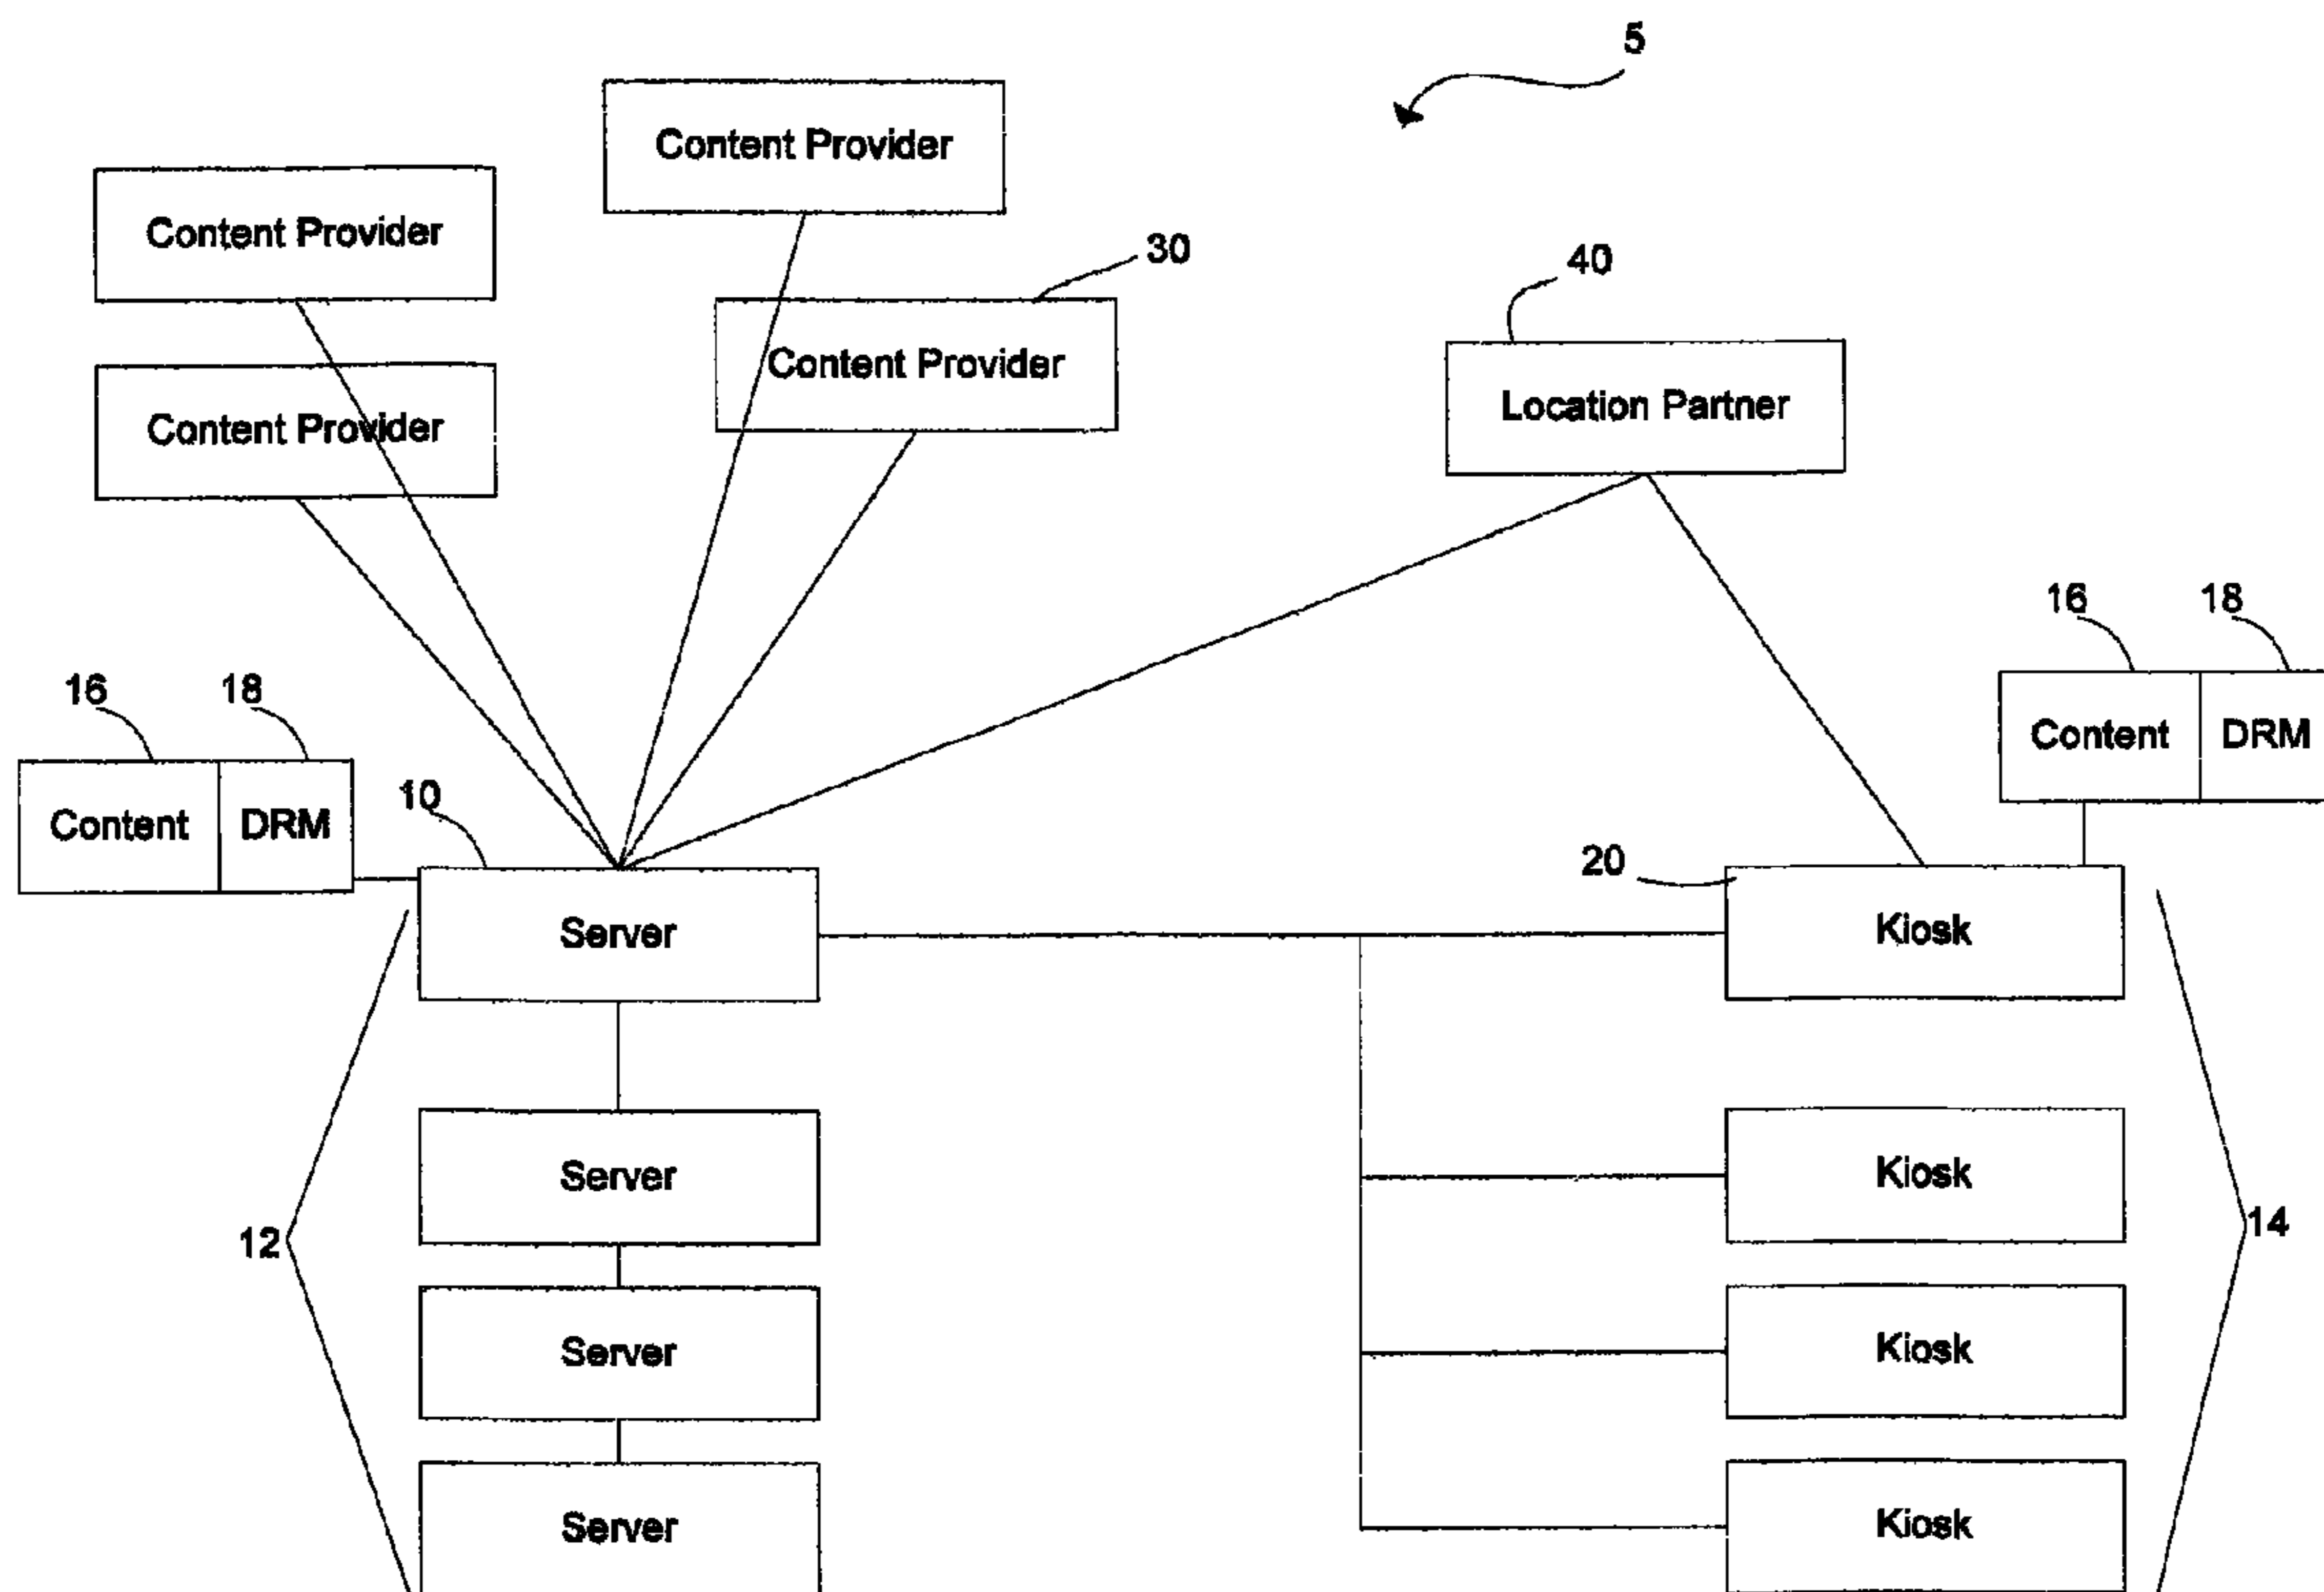 5
Content Provider
Content Provider
30
40
Content Provider
Content Provider
Location Partner
16 18
16 18
Content DRM
10
Content DRM
20
Server
Kiosk
Server
Kiosk
12
14
Server
Kiosk
Server
Kiosk